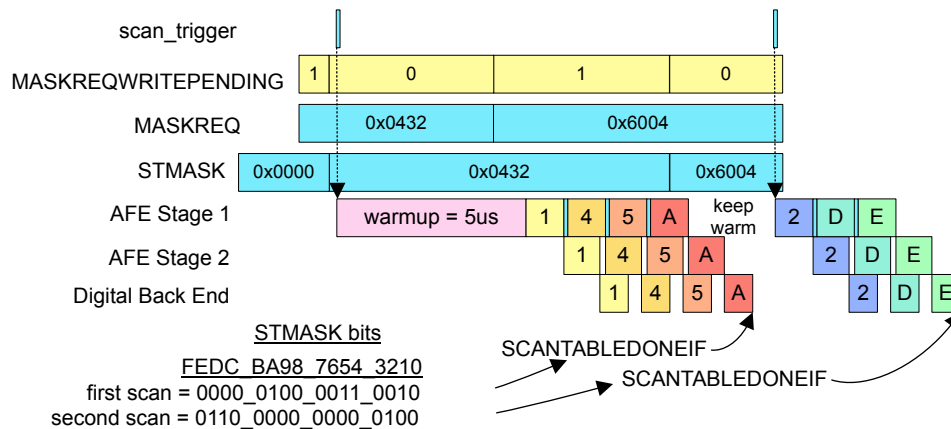 scan_trigger
MASKREQWRITEPENDING 1 0 1 0
MASKREQ 0x0432 0x6004
STMASK 0x0000 0x0432 0x6004
AFE Stage 1 warmup = 5us 1 4 5 A keep warm 2 D E
AFE Stage 2 1 4 5 A 2 D E
Digital Back End 1 4 5 A 2 D E
STMASK bits
SCANTABLEDONEIF
FEDC_BA98_7654_3210
SCANTABLEDONEIF
first scan = 0000_0100_0011_0010
second scan = 0110_0000_0000_0100